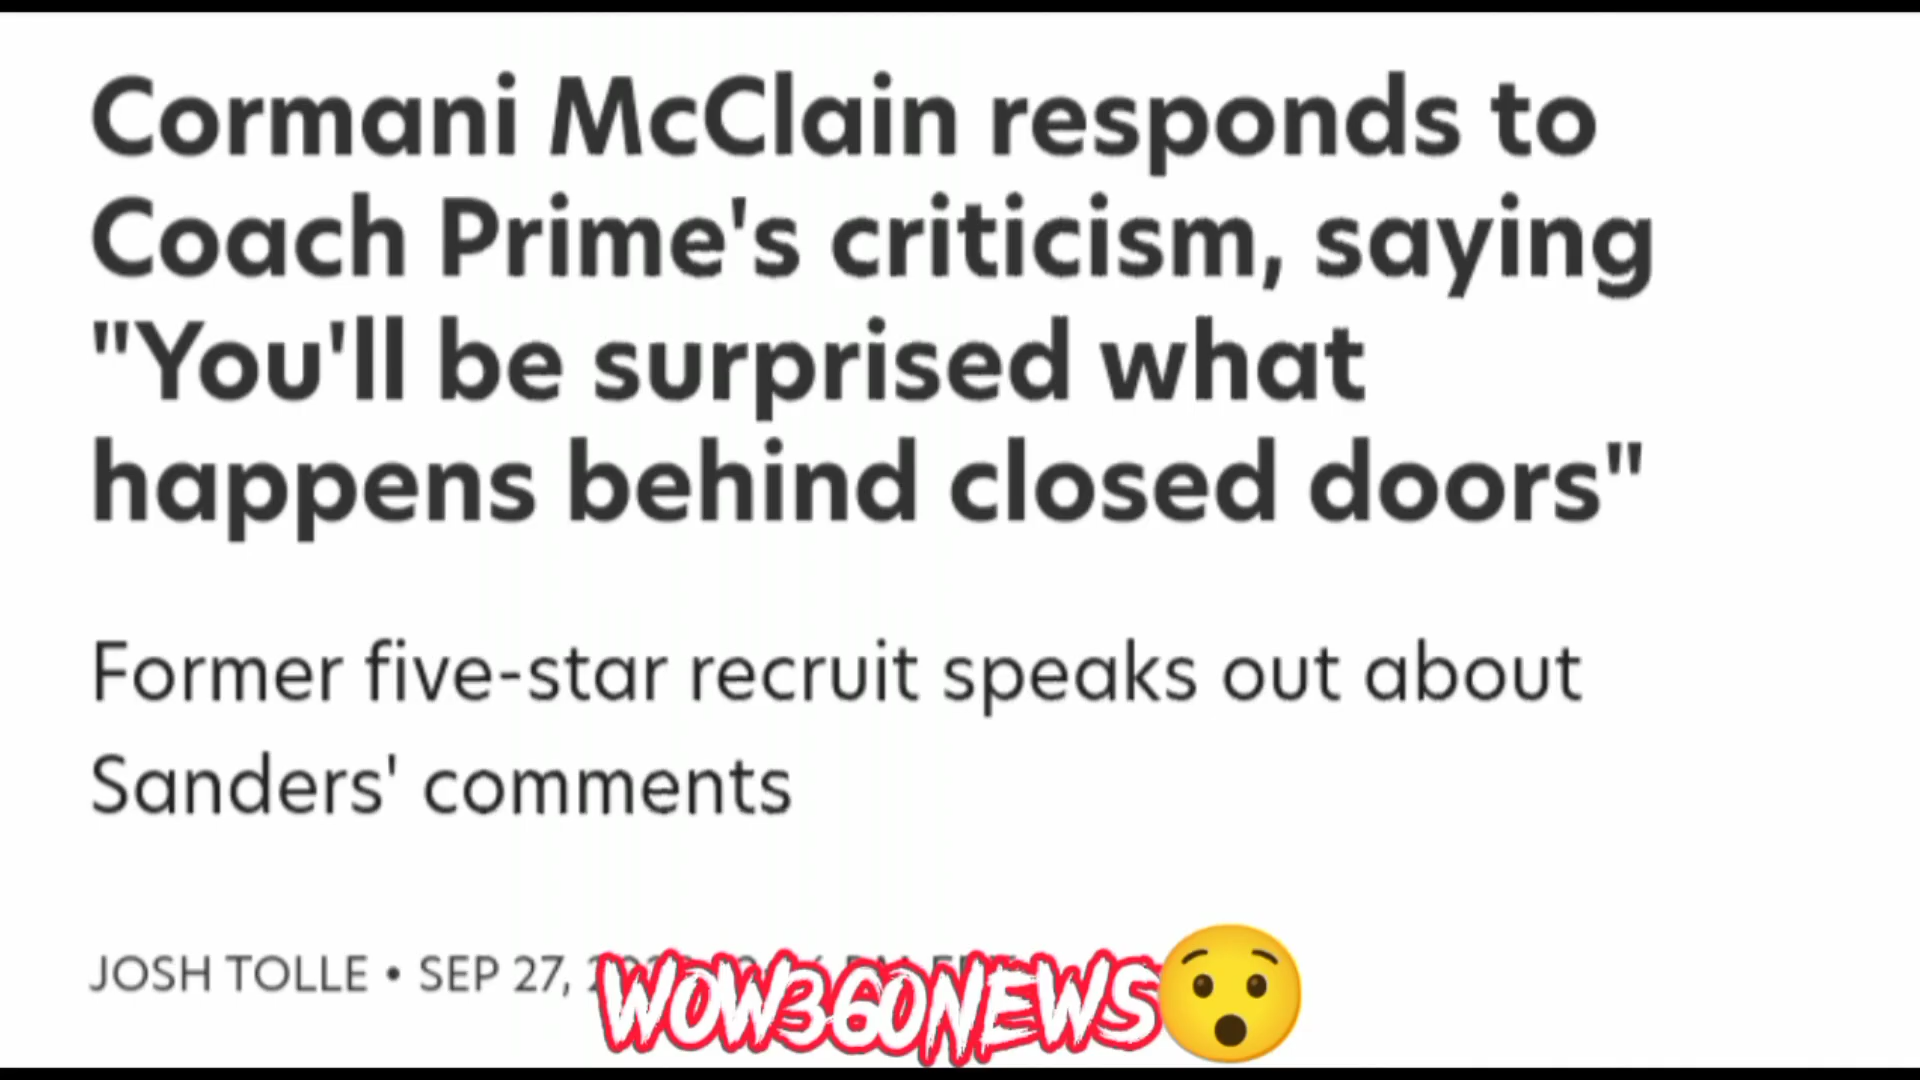 Cormani McClain responds to
Coach Prime's criticism, saying
"You'll be surprised what
happens behind closed doors"
Former five-star recruit speaks out about
Sanders' comments
JOSH TOLLE • SEP 27,
WOW360NEWS